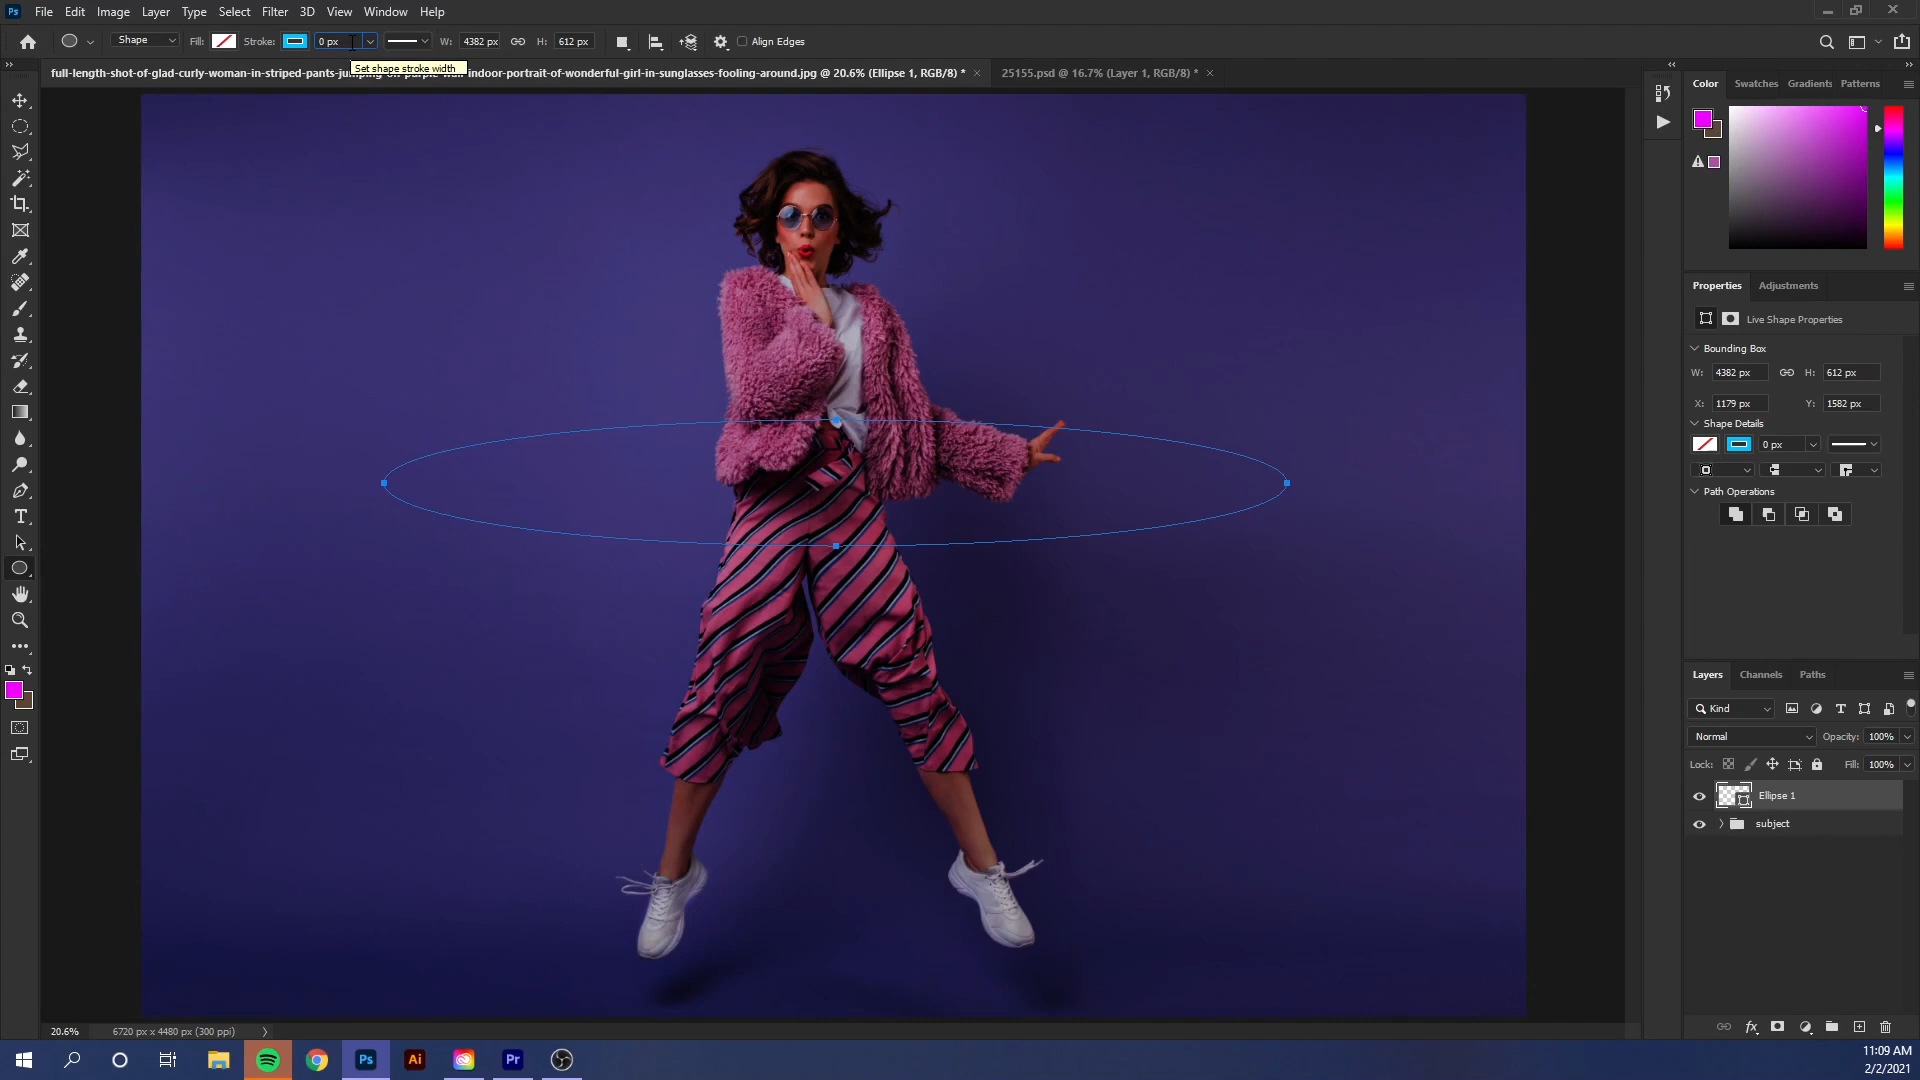 Ps File Edit Image Layer Type Select Filter 3D View Window Help
Shape Fill: Stroke: 0 px W: 4382 px H: 612 px Align Edges
Set shape stroke width
full-length-shot-of-glad-curly-woman-in-striped-pants-jumping-on-purple-wall-indoor-portrait-of-wonderful-girl-in-sunglasses-fooling-around.jpg @ 20.6% (Ellipse 1, RGB/8) *
25155.psd @ 16.7% (Layer 1, RGB/8) *
Color Swatches Gradients Patterns
Properties Adjustments
Live Shape Properties
Bounding Box
W: 4382 px H: 612 px
X: 1179 px Y: 1582 px
Shape Details
0 px
Path Operations
Layers Channels Paths
Kind
Normal Opacity: 100%
Lock: Fill: 100%
Ellipse 1
subject
fx
20.6% 6720 px x 4480 px (300 ppi)
Ps Ai Pr
11:09 AM
2/2/2021